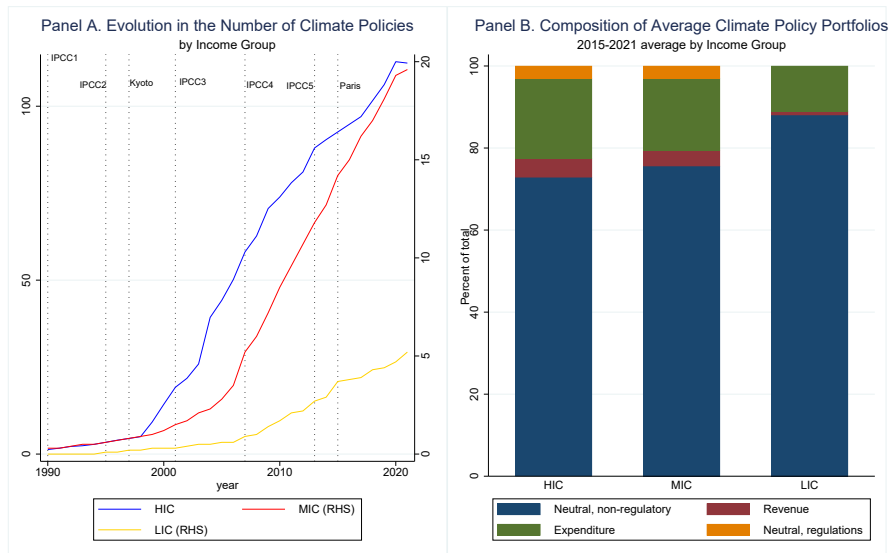 Panel A. Evolution in the Number of Climate Policies
by Income Group
IPCC1
IPCC2
Kyoto
IPCC3
IPCC4
IPCC5
Paris
100
50
0
20
15
10
5
0
1990
2000
2010
2020
year
HIC
MIC (RHS)
LIC (RHS)
Panel B. Composition of Average Climate Policy Portfolios
2015-2021 average by Income Group
Percent of total
100
80
60
40
20
0
HIC
MIC
LIC
Neutral, non-regulatory
Revenue
Expenditure
Neutral, regulations